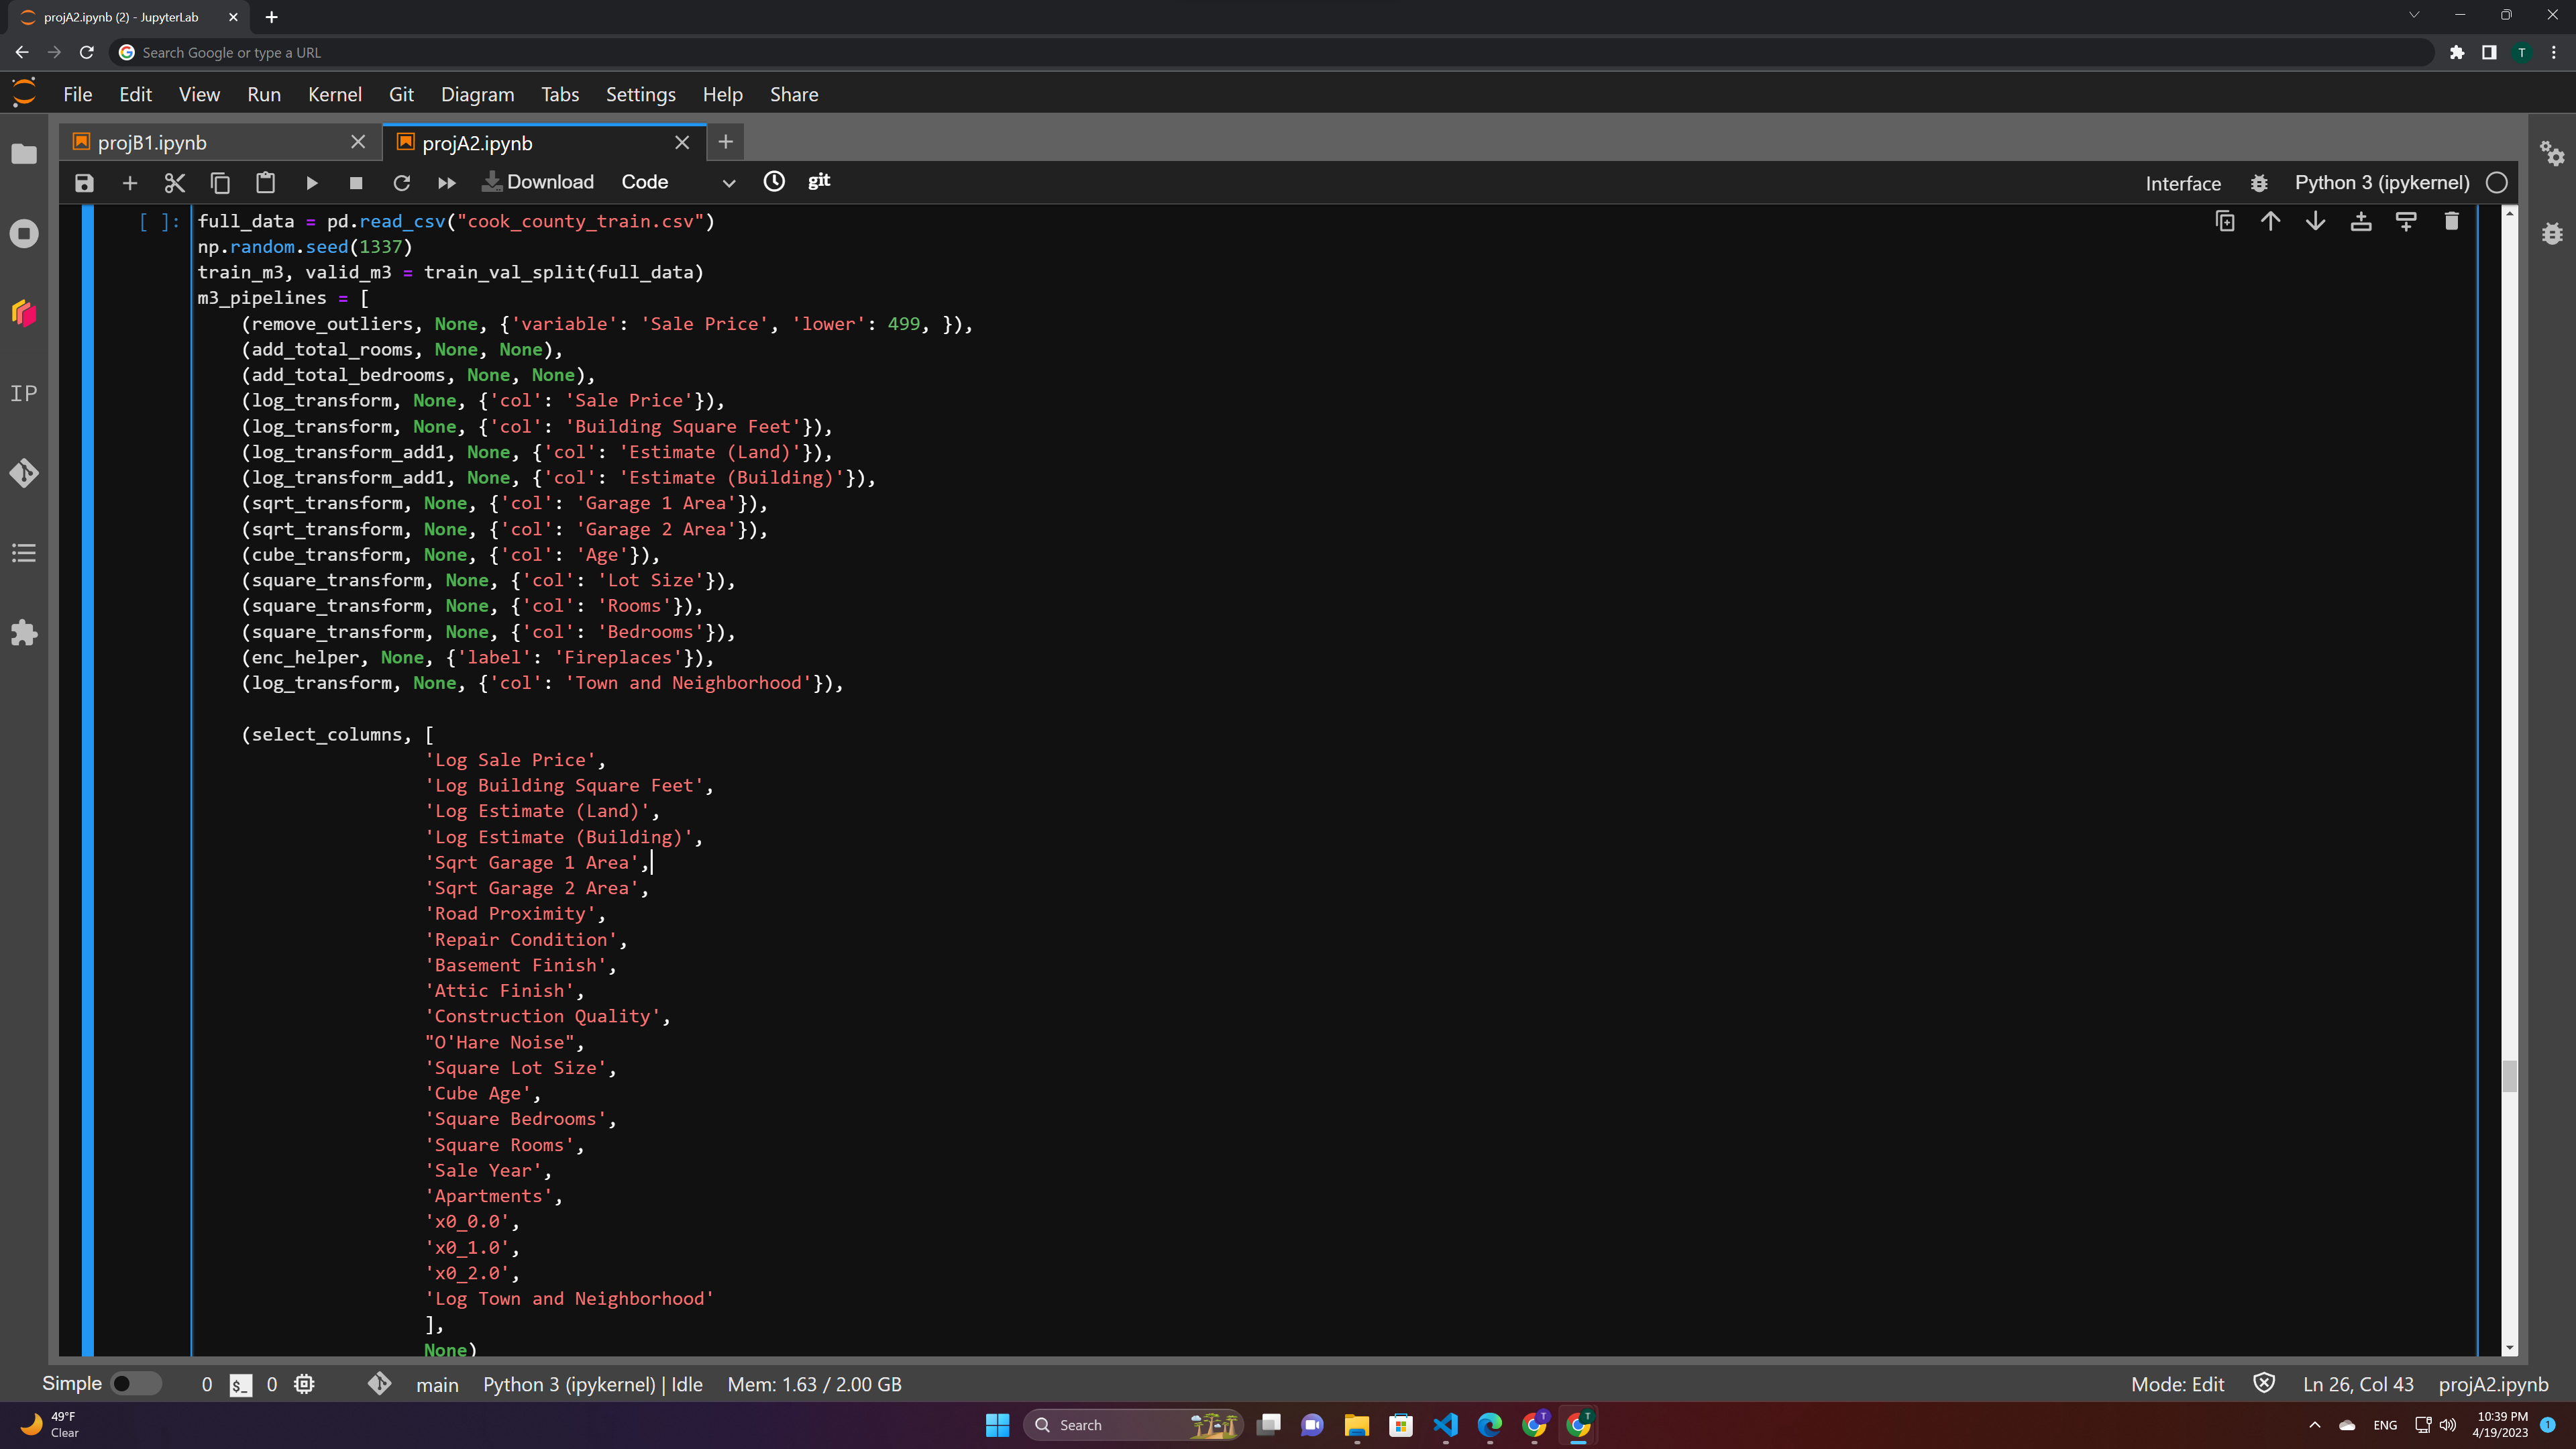 projA2.ipynb (2) - JupyterLab
Search Google or type a URL
T
File Edit View Run Kernel Git Diagram Tabs Settings Help Share
projB1.ipynb
projA2.ipynb
Download Code git Interface Python 3 (ipykernel)
IP
[ ]: full_data = pd.read_csv("cook_county_train.csv")
np.random.seed(1337)
train_m3, valid_m3 = train_val_split(full_data)
m3_pipelines = [
(remove_outliers, None, {'variable': 'Sale Price', 'lower': 499, }),
(add_total_rooms, None, None),
(add_total_bedrooms, None, None),
(log_transform, None, {'col': 'Sale Price'}),
(log_transform, None, {'col': 'Building Square Feet'}),
(log_transform_add1, None, {'col': 'Estimate (Land)'}),
(log_transform_add1, None, {'col': 'Estimate (Building)'}),
(sqrt_transform, None, {'col': 'Garage 1 Area'}),
(sqrt_transform, None, {'col': 'Garage 2 Area'}),
(cube_transform, None, {'col': 'Age'}),
(square_transform, None, {'col': 'Lot Size'}),
(square_transform, None, {'col': 'Rooms'}),
(square_transform, None, {'col': 'Bedrooms'}),
(enc_helper, None, {'label': 'Fireplaces'}),
(log_transform, None, {'col': 'Town and Neighborhood'}),
(select_columns, [
'Log Sale Price',
'Log Building Square Feet',
'Log Estimate (Land)',
'Log Estimate (Building)',
'Sqrt Garage 1 Area',
'Sqrt Garage 2 Area',
'Road Proximity',
'Repair Condition',
'Basement Finish',
'Attic Finish',
'Construction Quality',
"O'Hare Noise",
'Square Lot Size',
'Cube Age',
'Square Bedrooms',
'Square Rooms',
'Sale Year',
'Apartments',
'x0_0.0',
'x0_1.0',
'x0_2.0',
'Log Town and Neighborhood'
],
None)
Simple 0 $_ 0 main Python 3 (ipykernel) | Idle Mem: 1.63 / 2.00 GB Mode: Edit Ln 26, Col 43 projA2.ipynb
49°F
Clear
Search
T
T
ENG
10:39 PM
4/19/2023
1